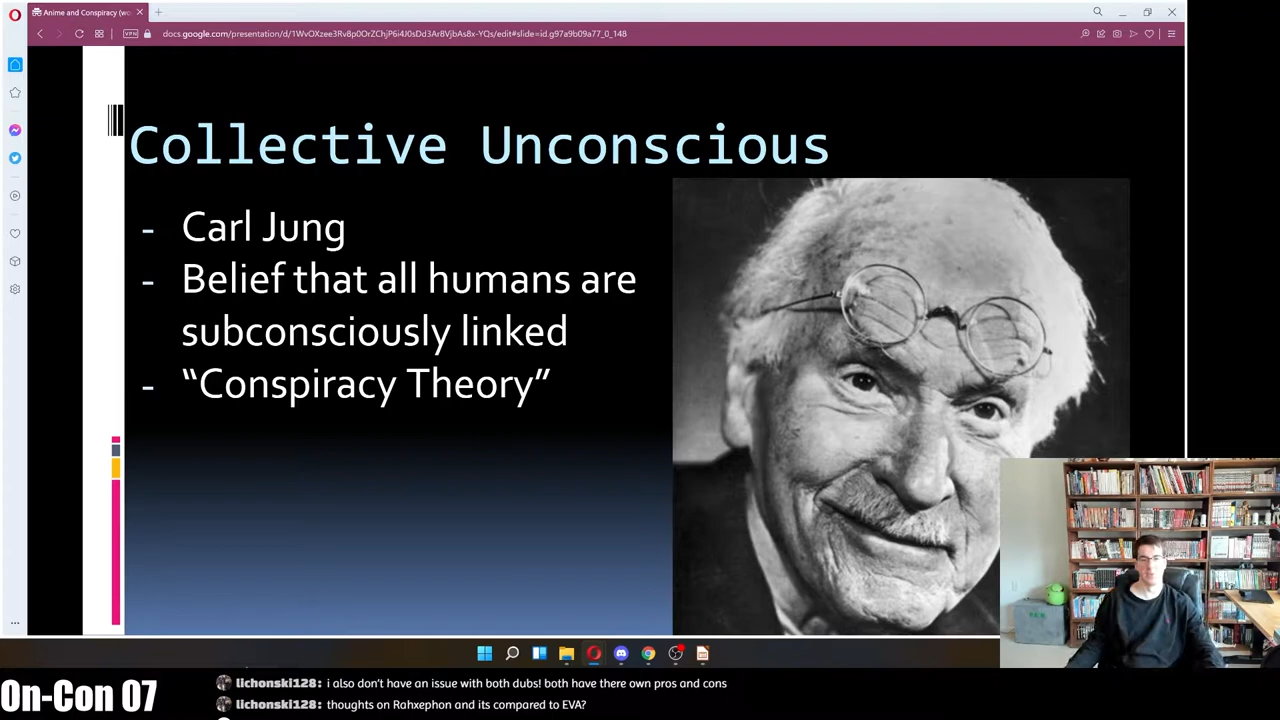 Anime and Conspiracy (wo
VPN
docs.google.com/presentation/d/1WvOXzee3Rv8p0OrZChjP6i4J0sDd3Ar8VjbAs8x-YQs/edit#slide=id.g97a9b09a77_0_148
Collective Unconscious
- Carl Jung
- Belief that all humans are
subconsciously linked
- “Conspiracy Theory”
On-Con 07
lichonski128: i also don't have an issue with both dubs! both have there own pros and cons
lichonski128: thoughts on Rahxephon and its compared to EVA?